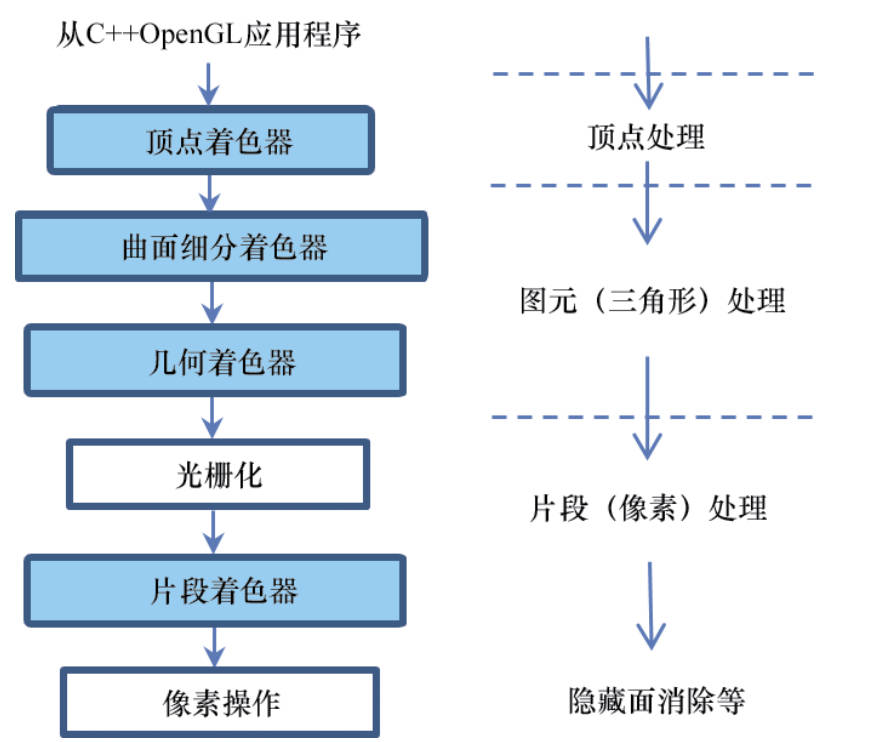 从C++OpenGL应用程序
顶点着色器
曲面细分着色器
几何着色器
光栅化
片段着色器
像素操作
顶点处理
图元（三角形）处理
片段（像素）处理
隐藏面消除等